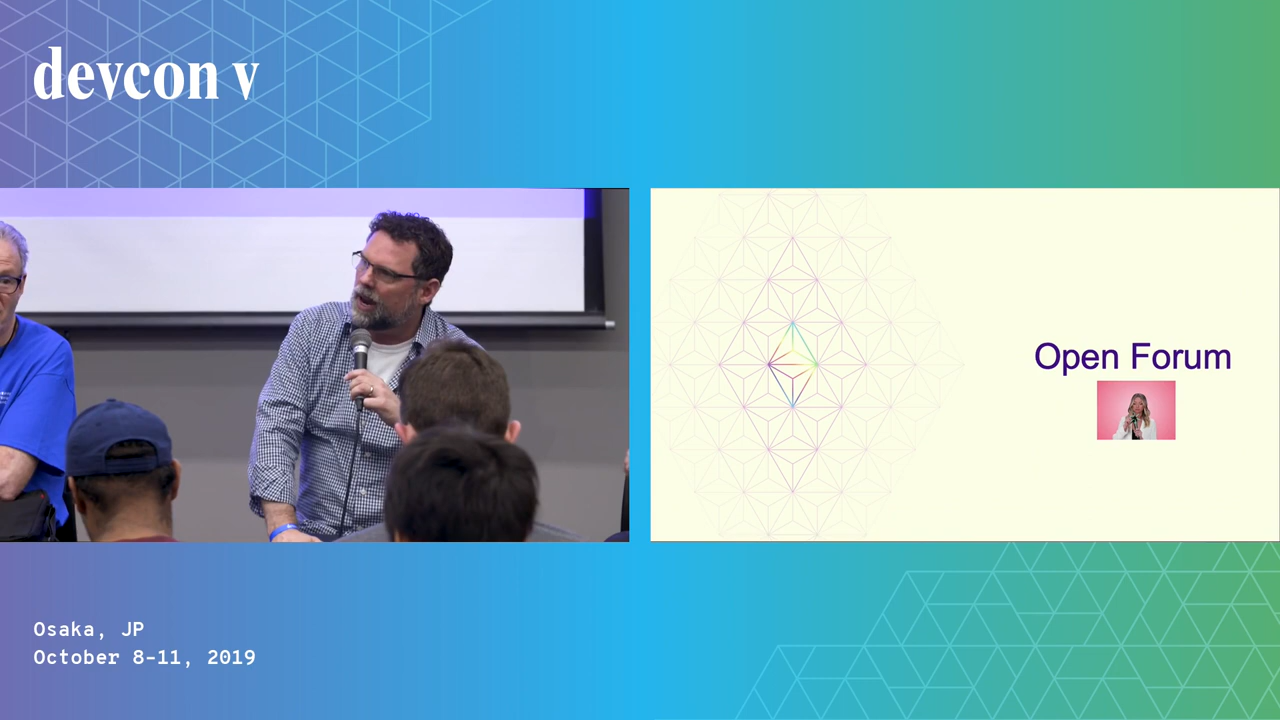 devcon v
Open Forum
Osaka, JP
October 8–11, 2019